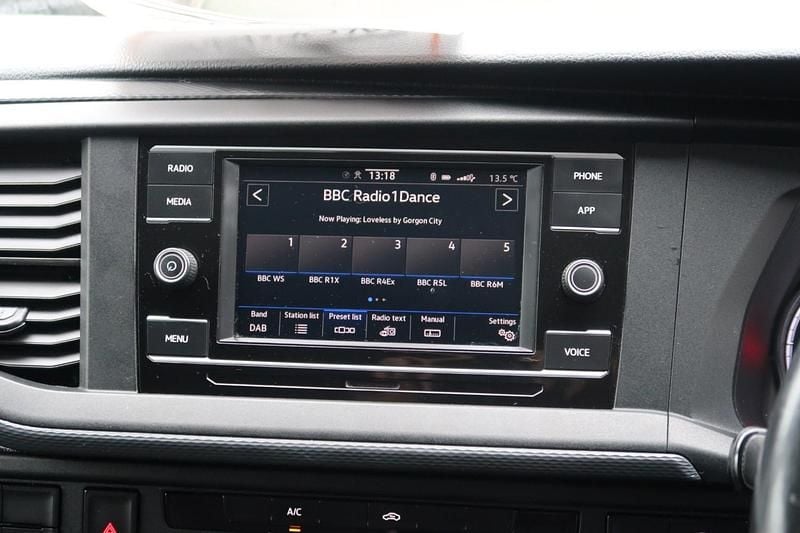 RADIO
MEDIA
MENU
13:18
13.5 °C
BBC Radio1Dance
Now Playing: Loveless by Gorgon City
1 2 3 4 5
BBC WS BBC R1X BBC R4Ex BBC R5L BBC R6M
Band Station list Preset list Radio text Manual Settings
DAB
PHONE
APP
VOICE
A/C